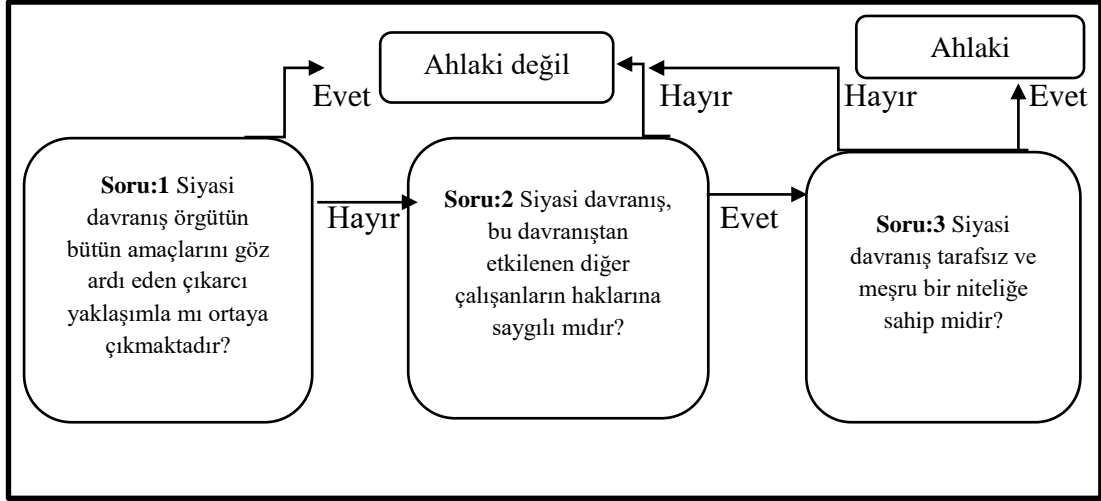 Ahlaki değil
Ahlaki
Evet
Hayır
Hayır
Evet
Soru:1 Siyasi
davranış örgütün
bütün amaçlarını göz
ardı eden çıkarcı
yaklaşımla mı ortaya
çıkmaktadır?
Hayır
Soru:2 Siyasi davranış,
bu davranıştan
etkilenen diğer
çalışanların haklarına
saygılı mıdır?
Evet
Soru:3 Siyasi
davranış tarafsız ve
meşru bir niteliğe
sahip midir?